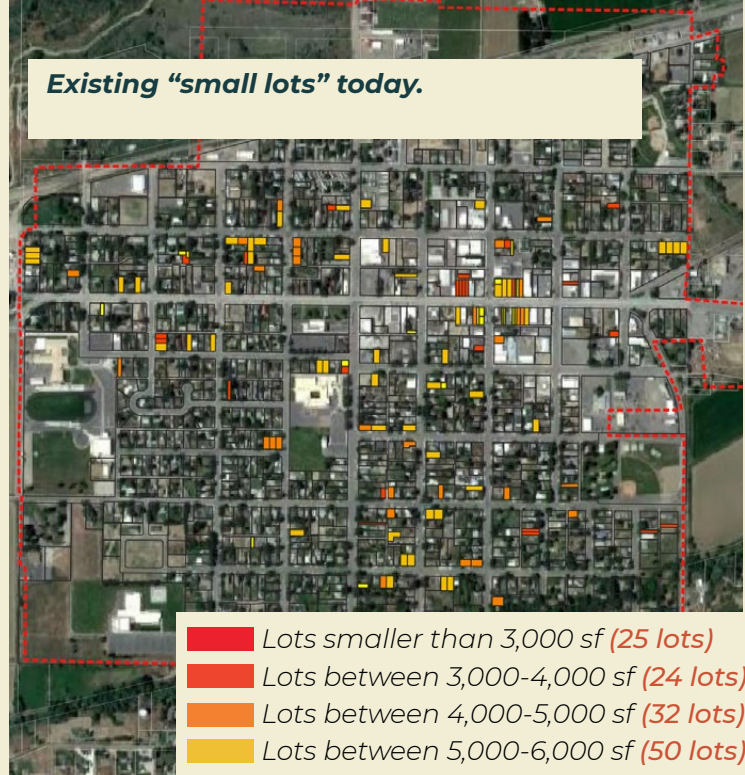 Existing “small lots” today.
Lots smaller than 3,000 sf (25 lots)
Lots between 3,000-4,000 sf (24 lots)
Lots between 4,000-5,000 sf (32 lots)
Lots between 5,000-6,000 sf (50 lots)